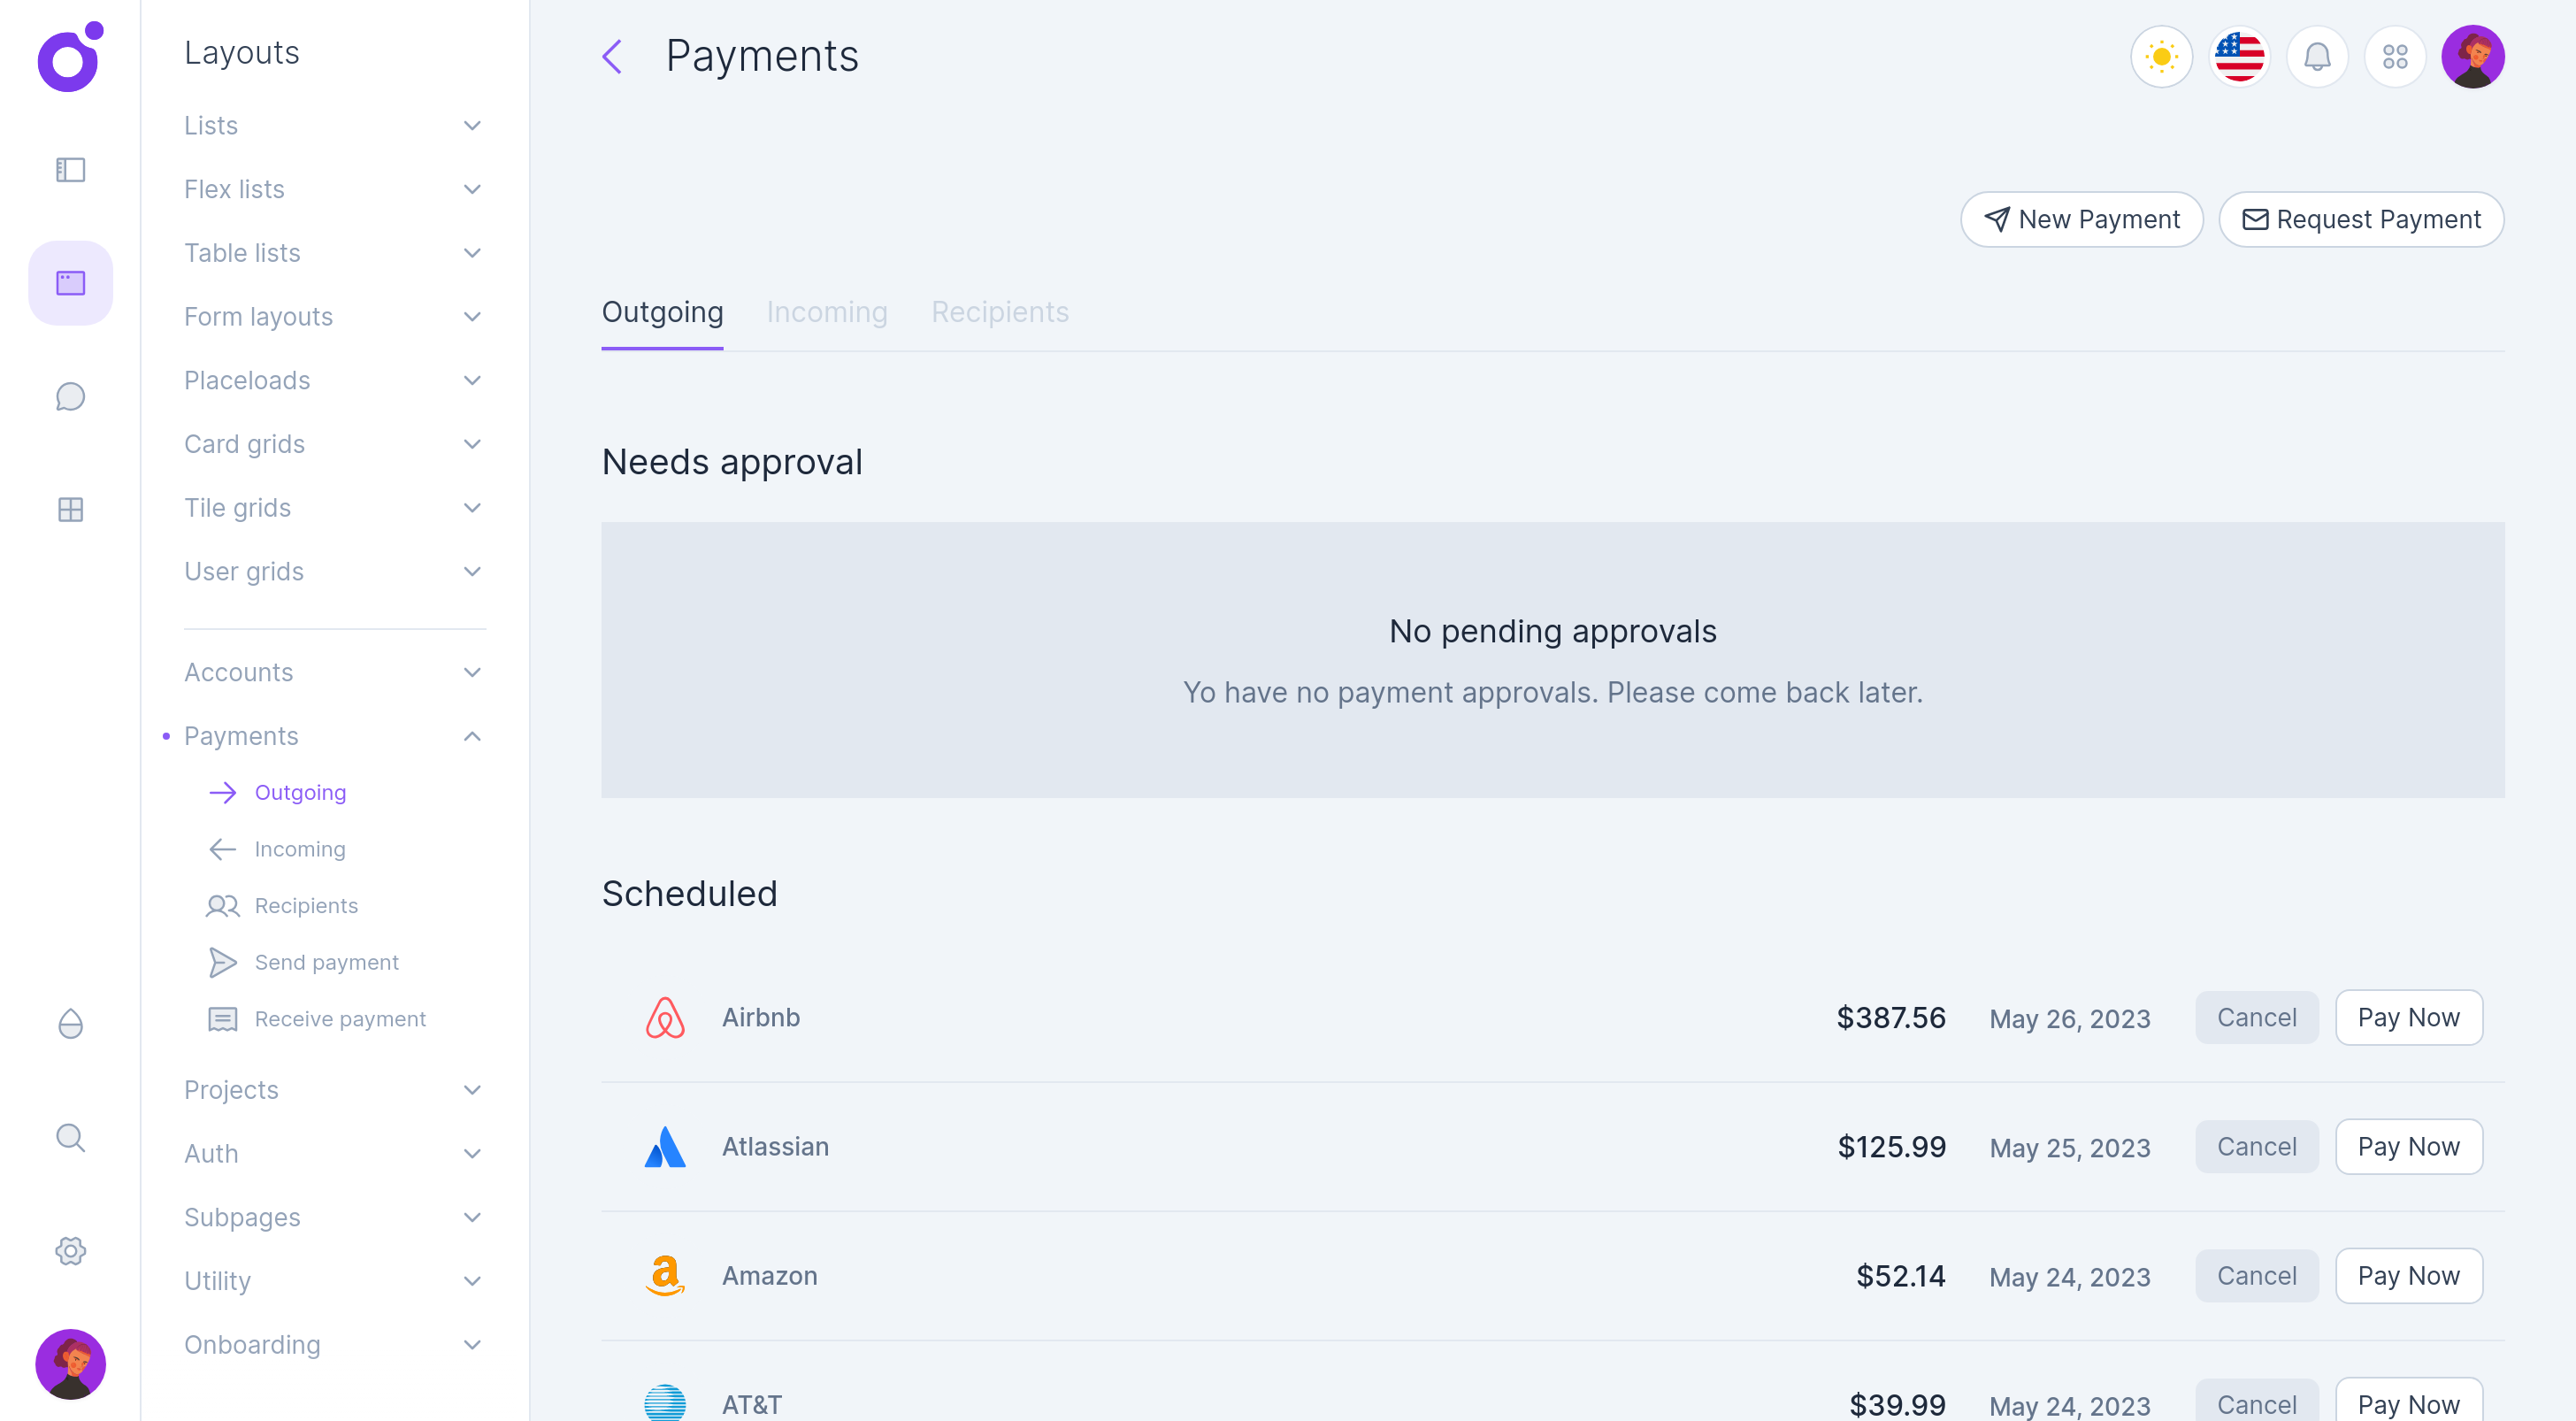 Layouts
Lists
Flex lists
Table lists
Form layouts
Placeloads
Card grids
Tile grids
User grids
Accounts
Payments
Outgoing
Incoming
Recipients
Send payment
Receive payment
Projects
Auth
Subpages
Utility
Onboarding
Payments
New Payment Request Payment
Outgoing Incoming Recipients
Needs approval
No pending approvals
Yo have no payment approvals. Please come back later.
Scheduled
Airbnb $387.56 May 26, 2023 Cancel Pay Now
Atlassian $125.99 May 25, 2023 Cancel Pay Now
Amazon $52.14 May 24, 2023 Cancel Pay Now
AT&T $39.99 May 24, 2023 Cancel Pay Now